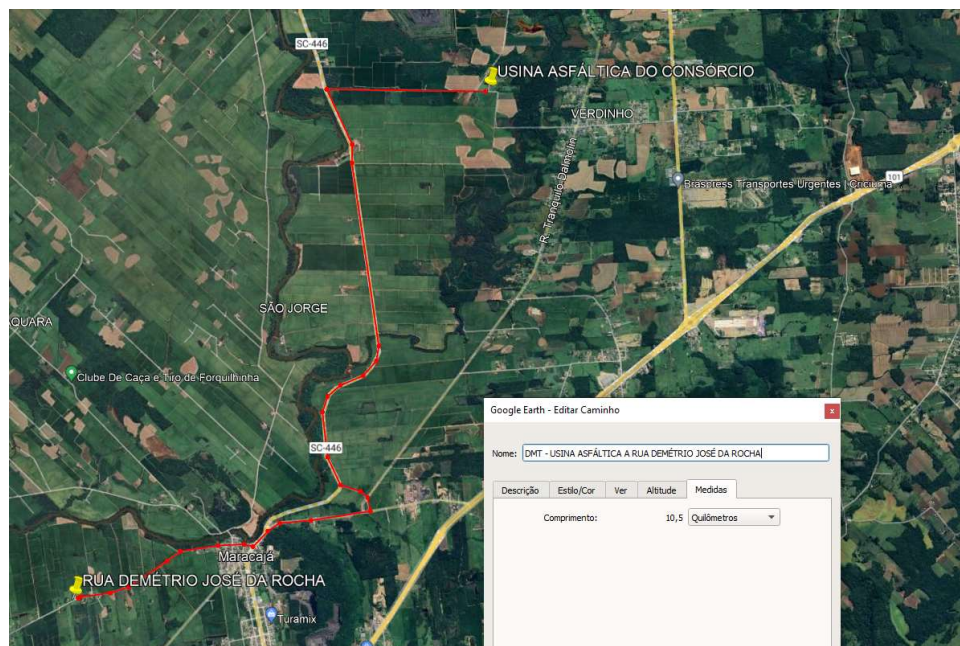 SC-446
USINA ASFÁLTICA DO CONSÓRCIO
VERDINHO
R. Tranquilo Dalmolin
101
Braspress Transportes Urgentes | Criciúma
SÃO JORGE
QUARA
Clube De Caça e Tiro de Forquilhinha
Google Earth - Editar Caminho
x
Nome: DMT - USINA ASFÁLTICA A RUA DEMÉTRIO JOSÉ DA ROCHA
Descrição Estilo/Cor Ver Altitude Medidas
Comprimento: 10,5 Quilômetros
SC-446
Maracajá
RUA DEMÉTRIO JOSÉ DA ROCHA
Turamix